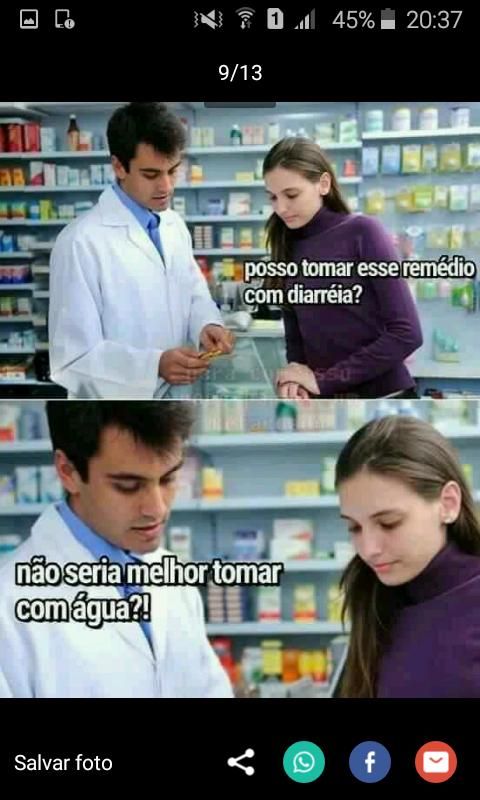 1 45% 20:37
9/13
posso tomar esse remédio
com diarréia?
não seria melhor tomar
com água?!
Salvar foto